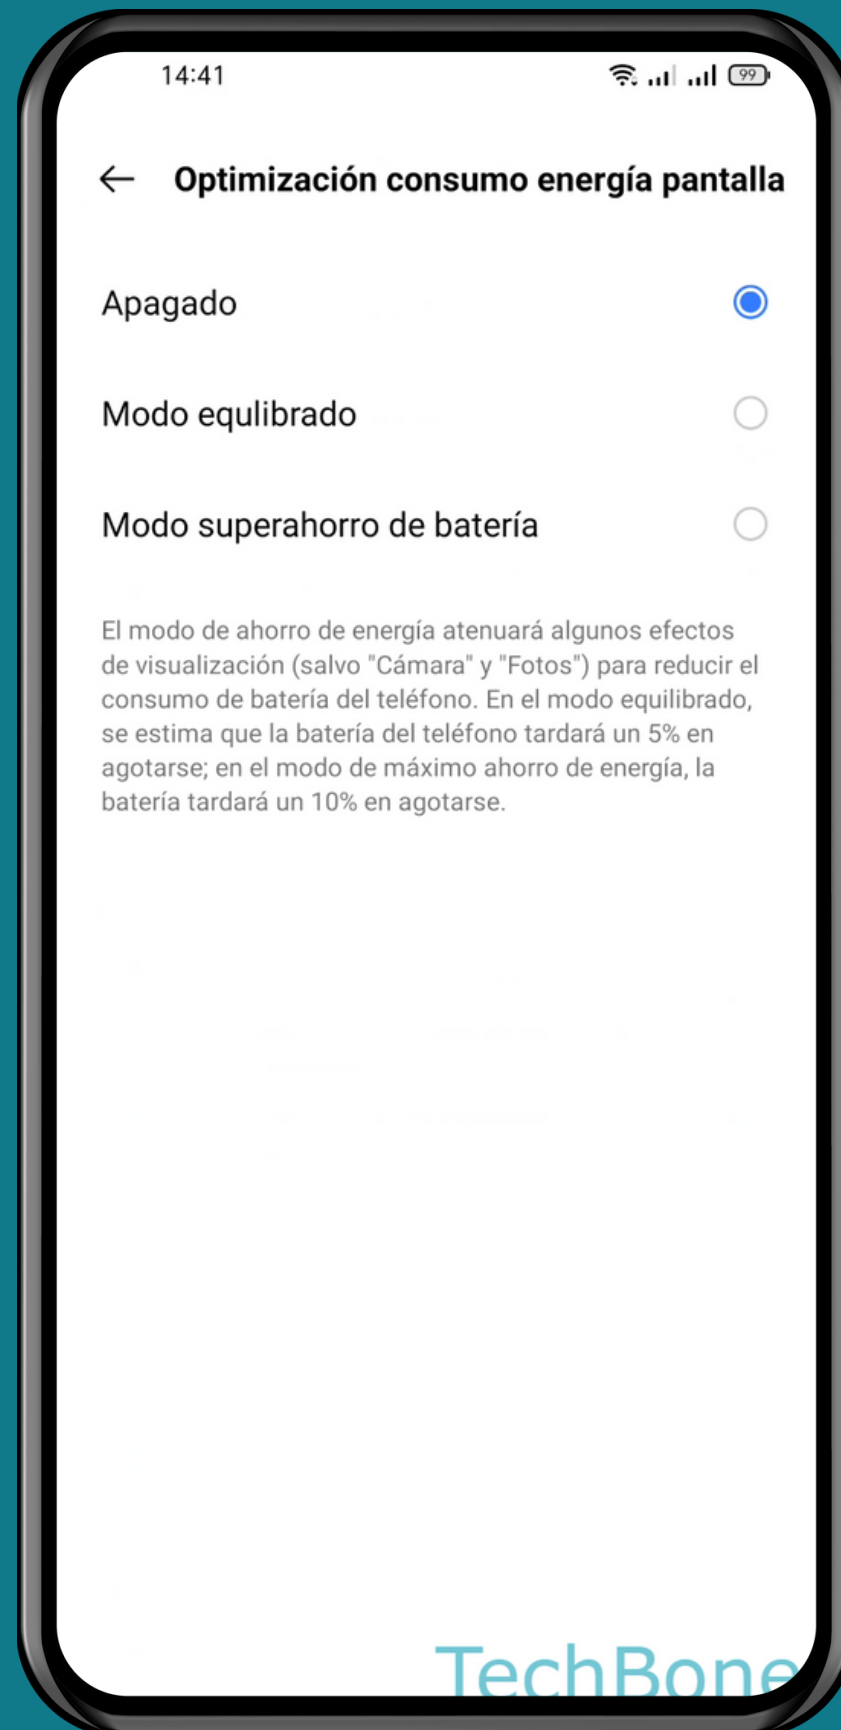 14:41
99
Optimización consumo energía pantalla
Apagado
Modo equlibrado
Modo superahorro de batería
El modo de ahorro de energía atenuará algunos efectos
de visualización (salvo "Cámara" y "Fotos") para reducir el
consumo de batería del teléfono. En el modo equilibrado,
se estima que la batería del teléfono tardará un 5% en
agotarse; en el modo de máximo ahorro de energía, la
batería tardará un 10% en agotarse.
TechBone